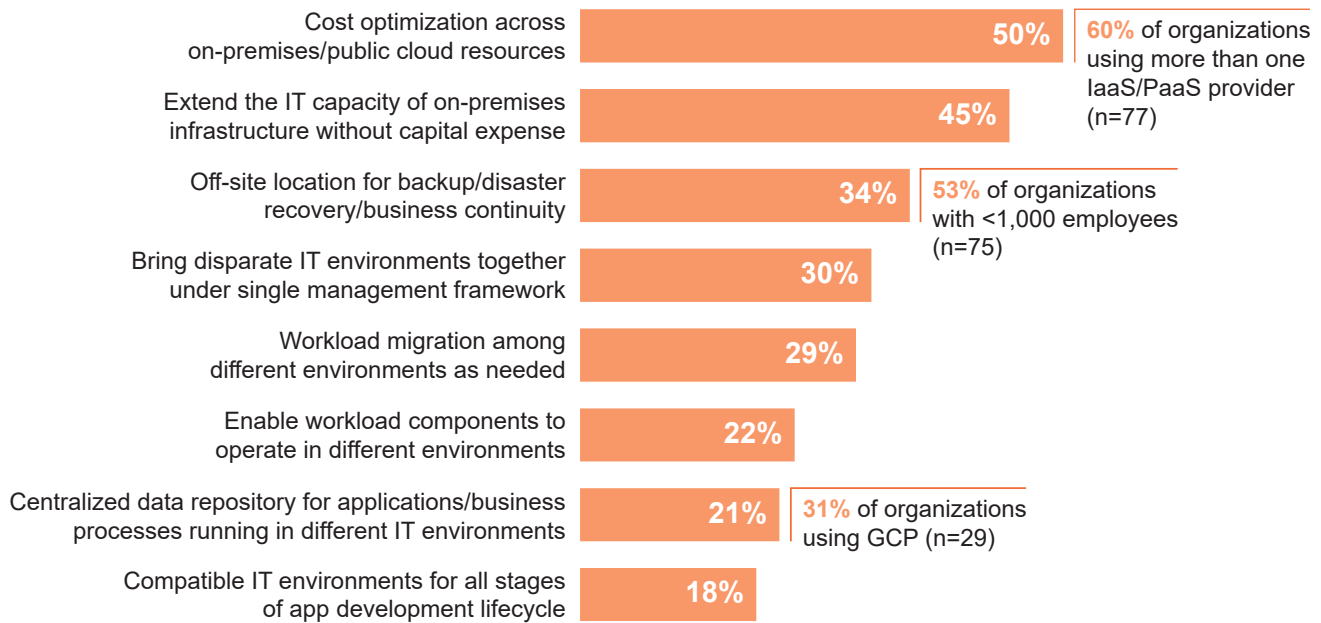 Cost optimization across
on-premises/public cloud resources
50%
60% of organizations
using more than one
IaaS/PaaS provider
(n=77)
Extend the IT capacity of on-premises
infrastructure without capital expense
45%
Off-site location for backup/disaster
recovery/business continuity
34%
53% of organizations
with <1,000 employees
(n=75)
Bring disparate IT environments together
under single management framework
30%
Workload migration among
different environments as needed
29%
Enable workload components to
operate in different environments
22%
Centralized data repository for applications/business
processes running in different IT environments
21%
31% of organizations
using GCP (n=29)
Compatible IT environments for all stages
of app development lifecycle
18%